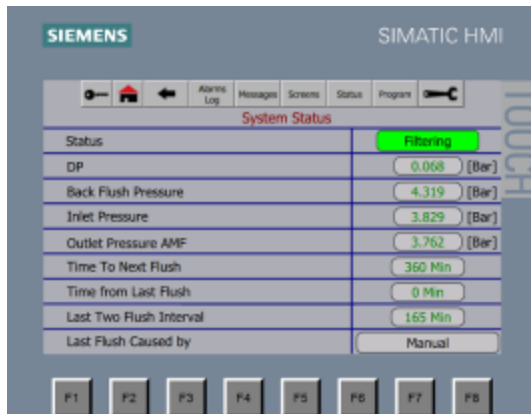 SIEMENS SIMATIC HMI
Alarms Log Messages Screens Status Program
System Status
Status Filtering
DP 0.068 [Bar]
Back Flush Pressure 4.319 [Bar]
Inlet Pressure 3.829 [Bar]
Outlet Pressure AMF 3.762 [Bar]
Time To Next Flush 360 Min
Time from Last Flush 0 Min
Last Two Flush Interval 165 Min
Last Flush Caused by Manual
TOUCH
F1 F2 F3 F4 F5 F6 F7 F8